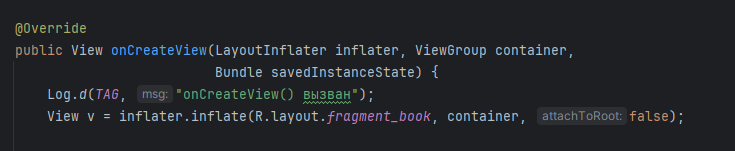 @Override
public View onCreateView(LayoutInflater inflater, ViewGroup container,
Bundle savedInstanceState) {
Log.d(TAG, msg: "onCreateView() вызван");
View v = inflater.inflate(R.layout.fragment_book, container, attachToRoot: false);